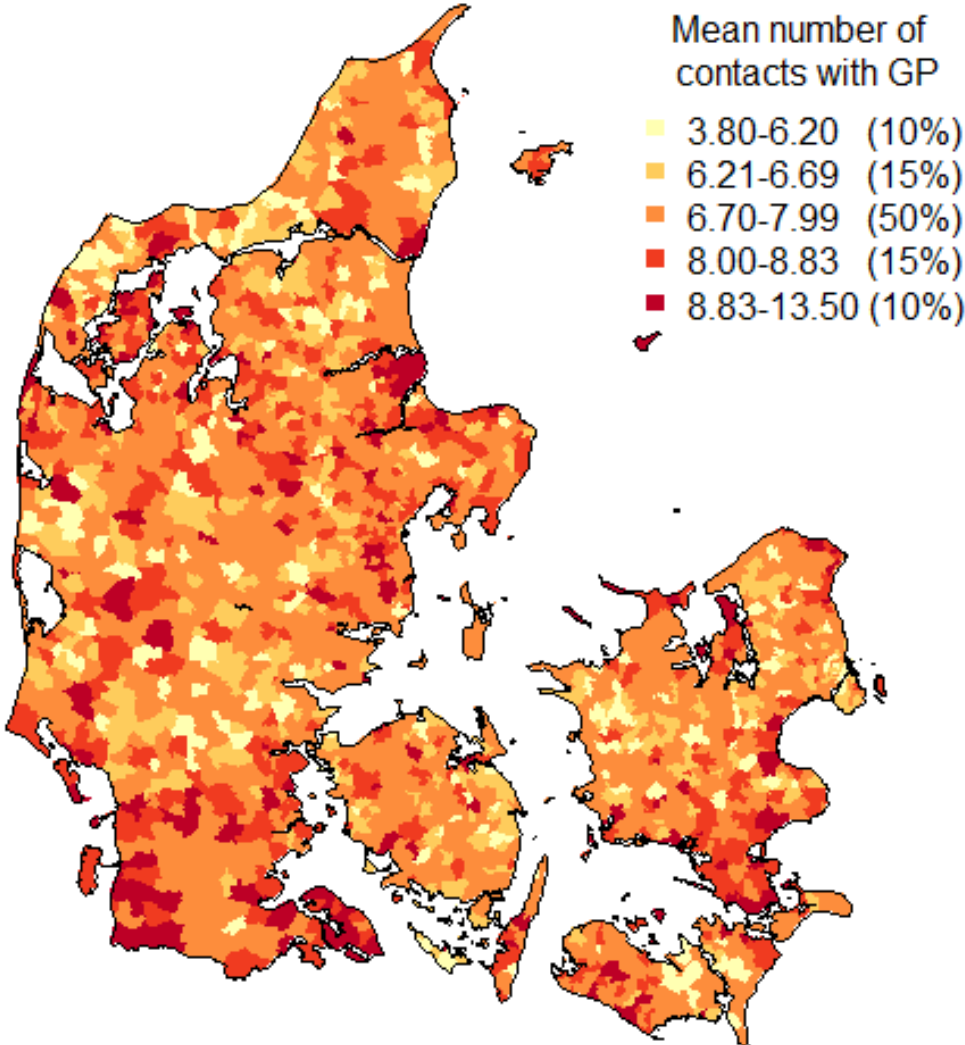 Mean number of
contacts with GP
3.80-6.20 (10%)
6.21-6.69 (15%)
6.70-7.99 (50%)
8.00-8.83 (15%)
8.83-13.50 (10%)